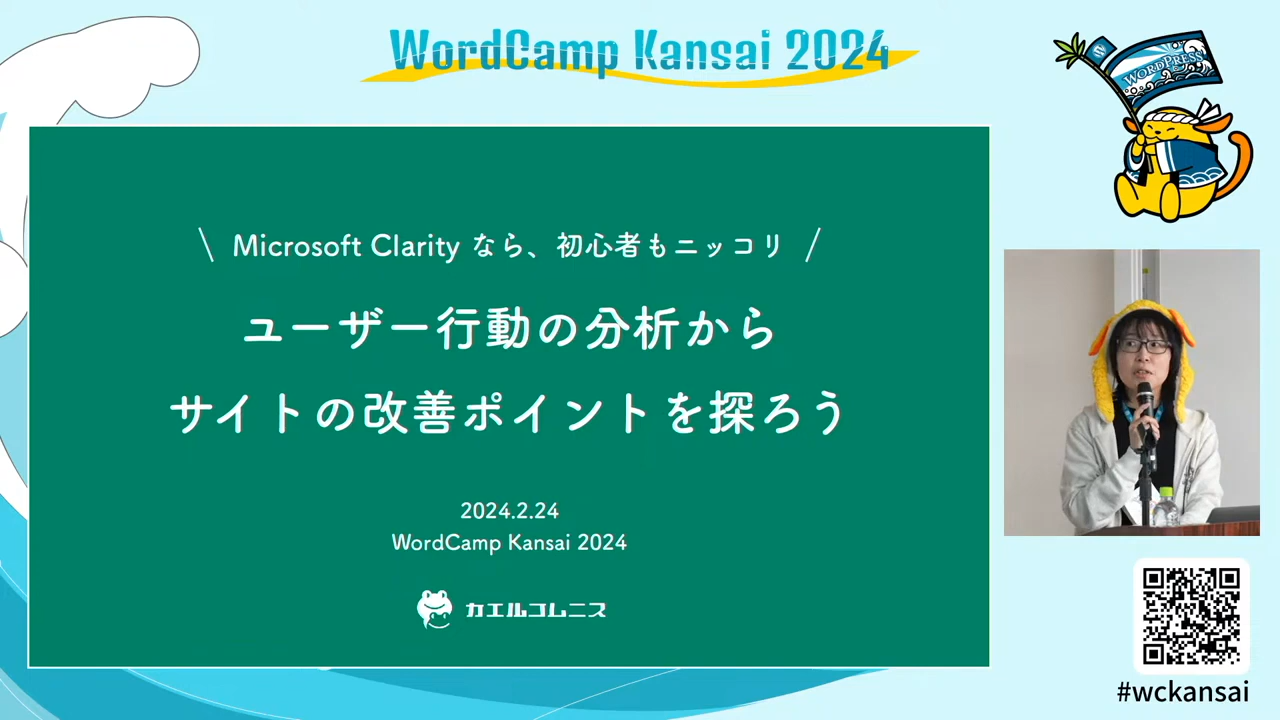 WordCamp Kansai 2024
WORDPRESS
W
\ Microsoft Clarity なら、初心者もニッコリ /
ユーザー行動の分析から
サイトの改善ポイントを探ろう
2024.2.24
WordCamp Kansai 2024
カエルコムニス
#wckansai